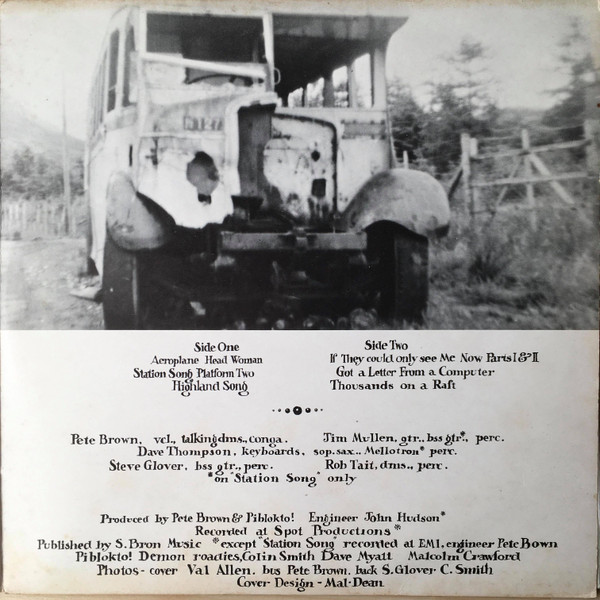 Side One
Aeroplane Head Woman
Station Song Platform Two
Highland Song
Side Two
If They could only see Me Now Parts I & II
Got a Letter From a Computer
Thousands on a Raft
Pete Brown, vcl., talking dms., conga. Jim Mullen, gtr., bss gtr*., perc.
Dave Thompson, keyboards, sop. sax., Mellotron* perc.
Steve Glover, bss gtr., perc. Rob Tait, dms., perc.
*on "Station Song" only
Produced by Pete Brown & Piblokto! Engineer John Hudson*
Recorded at Spot Productions*
Published by S. Bron Music *except "Station Song" recorded at EMI, engineer Pete Bown
Piblokto! Demon roadies, Colin Smith Dave Myatt Malcolm Crawford
Photos - cover Val Allen, bus Pete Brown, back S. Glover C. Smith
Cover Design - Mal Dean